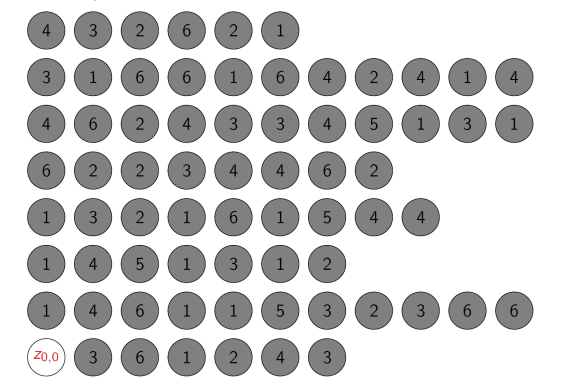 4 3 2 6 2 1
3 1 6 6 1 6 4 2 4 1 4
4 6 2 4 3 3 4 5 1 3 1
6 2 2 3 4 4 6 2
1 3 2 1 6 1 5 4 4
1 4 5 1 3 1 2
1 4 6 1 1 5 3 2 3 6 6
z0,0 3 6 1 2 4 3